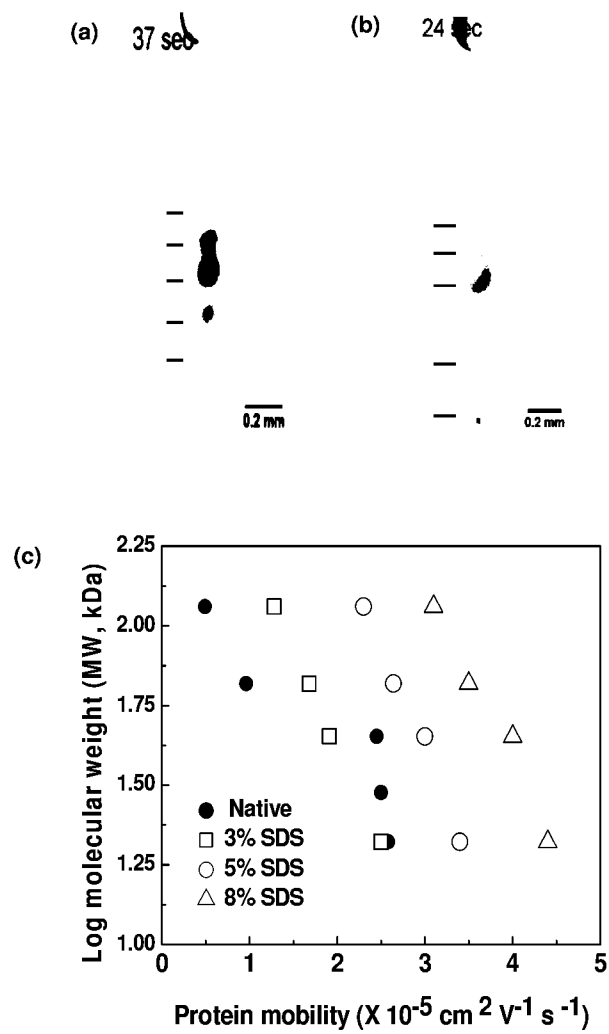 (a)
37 sec
(b)
24 sec
0.2 mm
0.2 mm
(c)
Log molecular weight (MW, kDa)
2.25
2.00
1.75
1.50
1.25
1.00
Native
3% SDS
5% SDS
8% SDS
0 1 2 3 4 5
Protein mobility (X 10⁻⁵ cm² V⁻¹ s⁻¹)